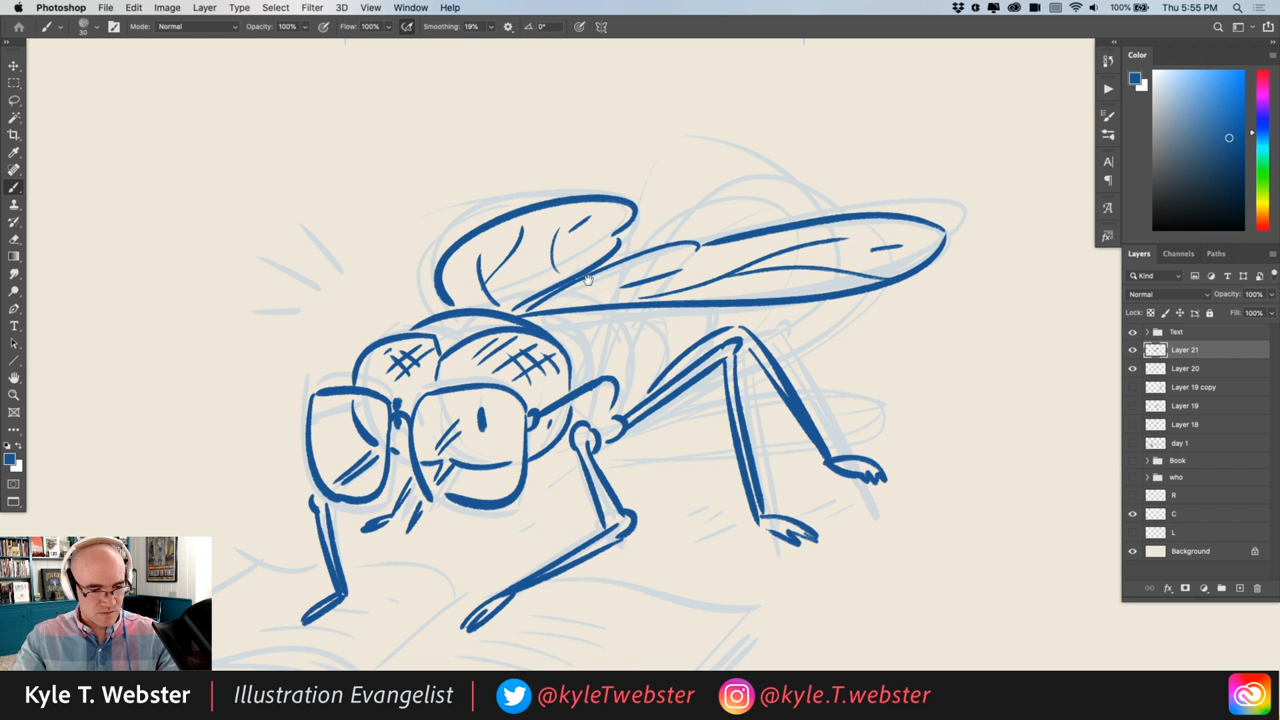 Photoshop File Edit Image Layer Type Select Filter 3D View Window Help 100% Thu 5:55 PM
30 Mode: Normal Opacity: 100% Flow: 100% Smoothing: 19% 0°
Color
Layers Channels Paths
Kind
Normal Opacity: 100%
Lock: Fill: 100%
Text
Layer 21
Layer 20
Layer 19 copy
Layer 19
Layer 18
day 1
Book
who
R
C
L
Background
Kyle T. Webster | Illustration Evangelist | @kyleTwebster @kyle.T.webster